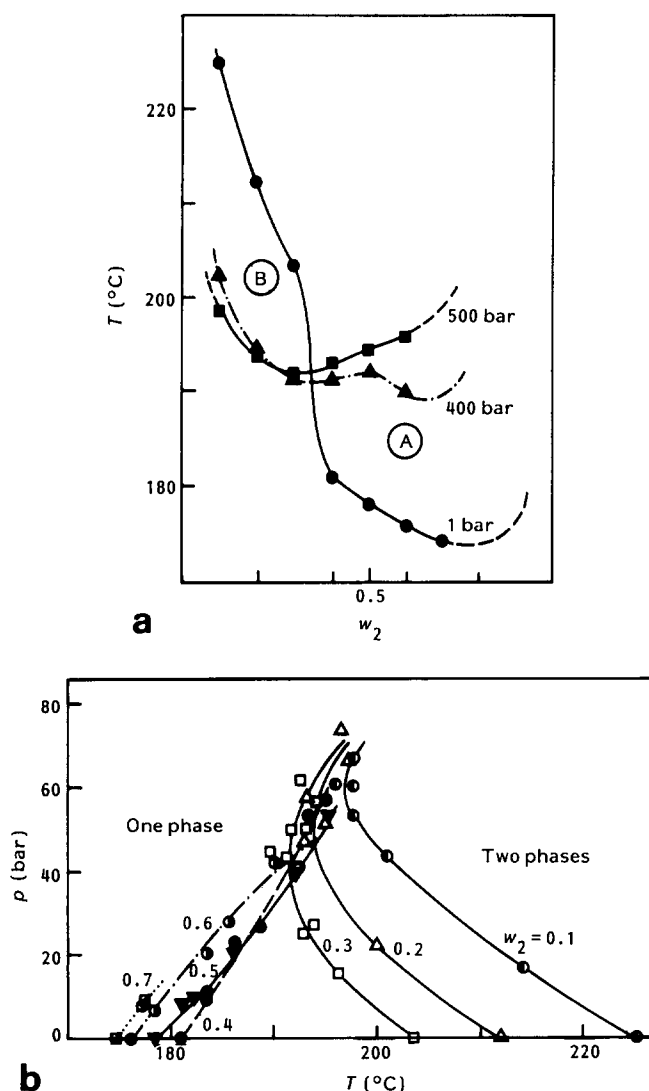 220
200
180
T (°C)
B
A
500 bar
400 bar
1 bar
0.5
w₂
a
80
60
40
20
0
p (bar)
One phase
Two phases
0.7
0.6
0.5
0.4
0.3
0.2
w₂ = 0.1
180
200
220
T (°C)
b